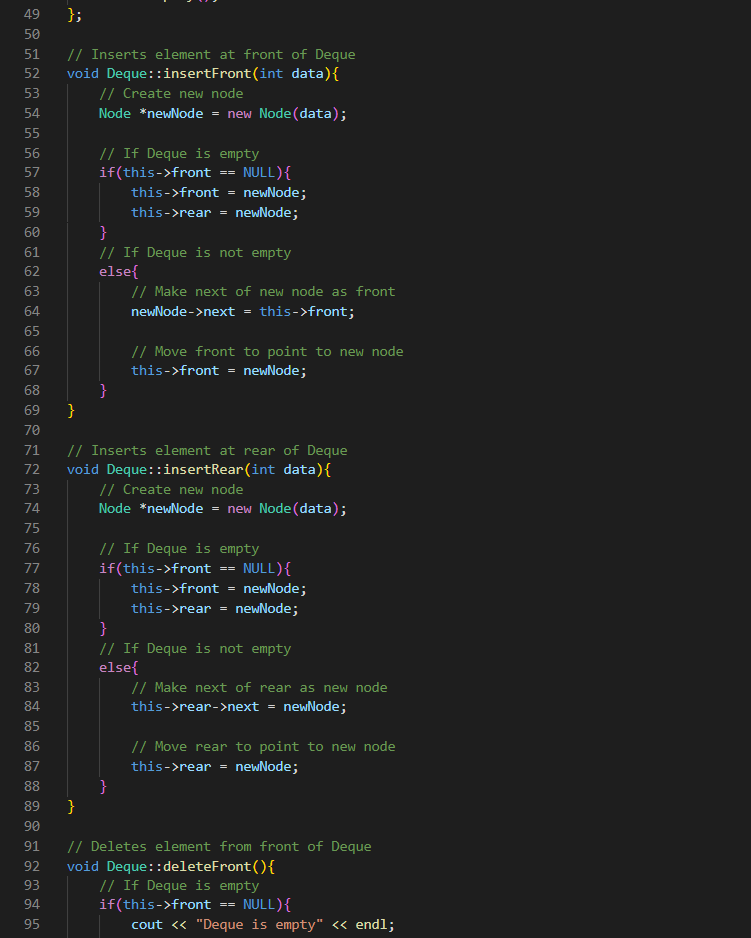 49 };
50
51 // Inserts element at front of Deque
52 void Deque::insertFront(int data){
53     // Create new node
54     Node *newNode = new Node(data);
55
56     // If Deque is empty
57     if(this->front == NULL){
58         this->front = newNode;
59         this->rear = newNode;
60     }
61     // If Deque is not empty
62     else{
63         // Make next of new node as front
64         newNode->next = this->front;
65
66         // Move front to point to new node
67         this->front = newNode;
68     }
69 }
70
71 // Inserts element at rear of Deque
72 void Deque::insertRear(int data){
73     // Create new node
74     Node *newNode = new Node(data);
75
76     // If Deque is empty
77     if(this->front == NULL){
78         this->front = newNode;
79         this->rear = newNode;
80     }
81     // If Deque is not empty
82     else{
83         // Make next of rear as new node
84         this->rear->next = newNode;
85
86         // Move rear to point to new node
87         this->rear = newNode;
88     }
89 }
90
91 // Deletes element from front of Deque
92 void Deque::deleteFront(){
93     // If Deque is empty
94     if(this->front == NULL){
95         cout << "Deque is empty" << endl;